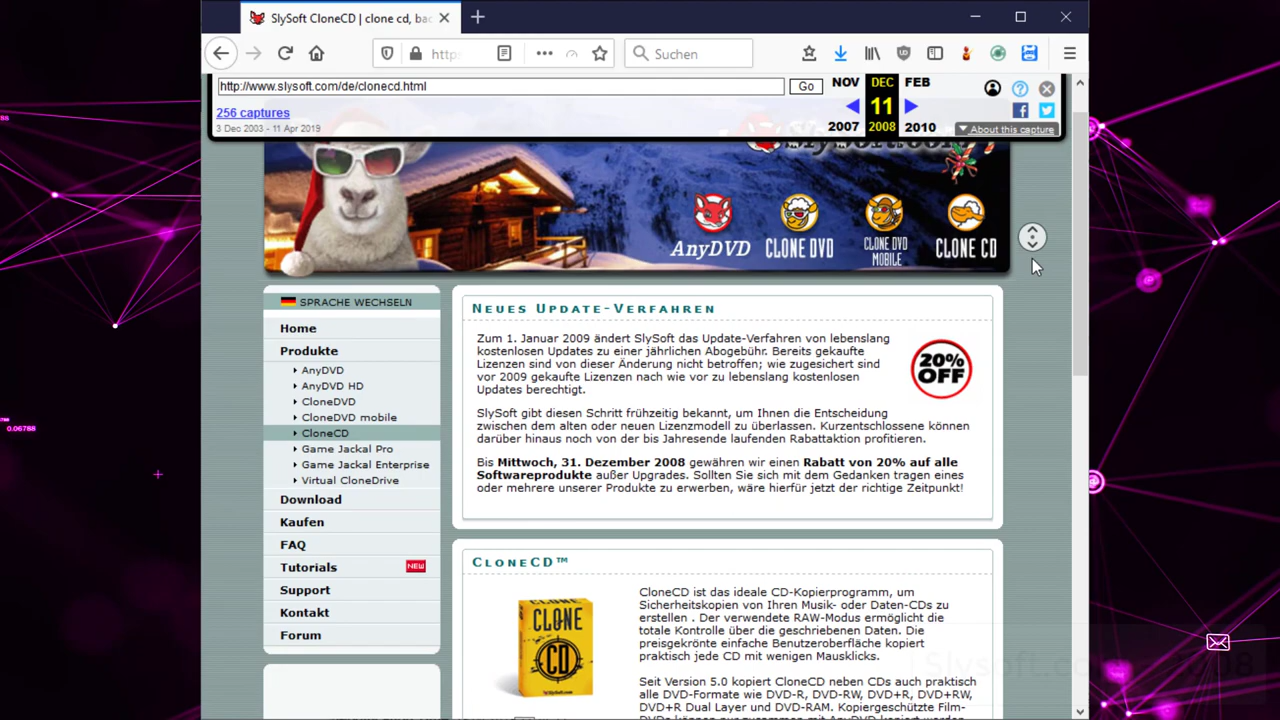 SlySoft CloneCD | clone cd, bac
https
Suchen
http://www.slysoft.com/de/clonecd.html
Go
NOV DEC FEB
11
2007 2008 2010
256 captures
3 Dec 2003 - 11 Apr 2019
About this capture
AnyDVD CLONE DVD CLONE DVD MOBILE CLONE CD
SPRACHE WECHSELN
Home
Produkte
AnyDVD
AnyDVD HD
CloneDVD
CloneDVD mobile
CloneCD
Game Jackal Pro
Game Jackal Enterprise
Virtual CloneDrive
Download
Kaufen
FAQ
Tutorials NEW
Support
Kontakt
Forum
Neues Update-Verfahren
Zum 1. Januar 2009 ändert SlySoft das Update-Verfahren von lebenslang
kostenlosen Updates zu einer jährlichen Abogebühr. Bereits gekaufte
Lizenzen sind von dieser Änderung nicht betroffen; wie zugesichert sind
vor 2009 gekaufte Lizenzen nach wie vor zu lebenslang kostenlosen
Updates berechtigt.
20%
OFF
SlySoft gibt diesen Schritt frühzeitig bekannt, um Ihnen die Entscheidung
zwischen dem alten oder neuen Lizenzmodell zu überlassen. Kurzentschlossene können
darüber hinaus noch von der bis Jahresende laufenden Rabattaktion profitieren.
Bis Mittwoch, 31. Dezember 2008 gewähren wir einen Rabatt von 20% auf alle
Softwareprodukte außer Upgrades. Sollten Sie sich mit dem Gedanken tragen eines
oder mehrere unserer Produkte zu erwerben, wäre hierfür jetzt der richtige Zeitpunkt!
CloneCD™
CLONE
CD
CloneCD ist das ideale CD-Kopierprogramm, um
Sicherheitskopien von Ihren Musik- oder Daten-CDs zu
erstellen . Der verwendete RAW-Modus ermöglicht die
totale Kontrolle über die geschriebenen Daten. Die
preisgekrönte einfache Benutzeroberfläche kopiert
praktisch jede CD mit wenigen Mausklicks.
Seit Version 5.0 kopiert CloneCD neben CDs auch praktisch
alle DVD-Formate wie DVD-R, DVD-RW, DVD+R, DVD+RW,
DVD+R Dual Layer und DVD-RAM. Kopiergeschützte Film-
0.06788